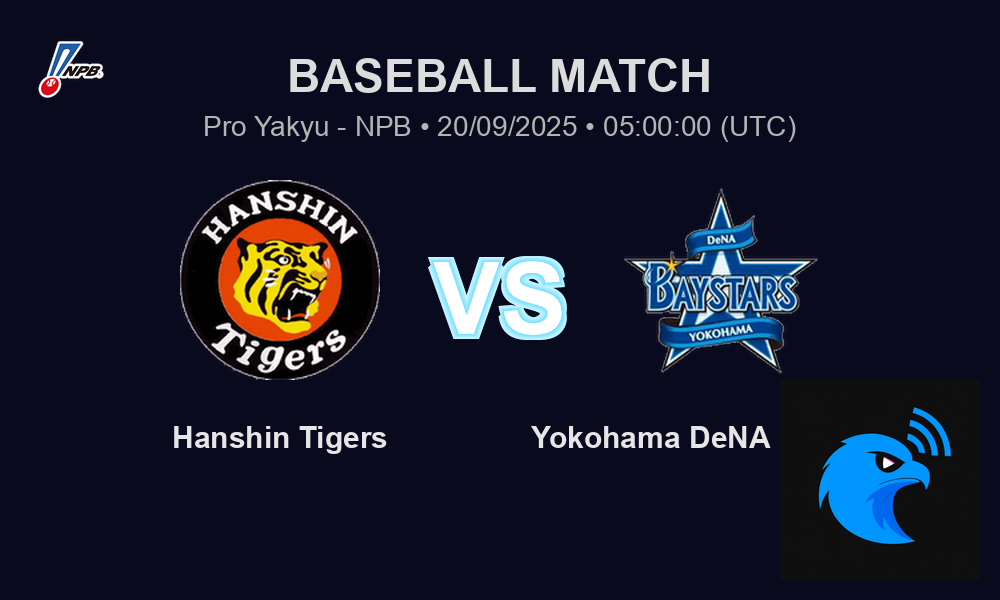 NPB
BASEBALL MATCH
Pro Yakyu - NPB • 20/09/2025 • 05:00:00 (UTC)
HANSHIN
Tigers
VS
DeNA
BAYSTARS
YOKOHAMA
Hanshin Tigers
Yokohama DeNA